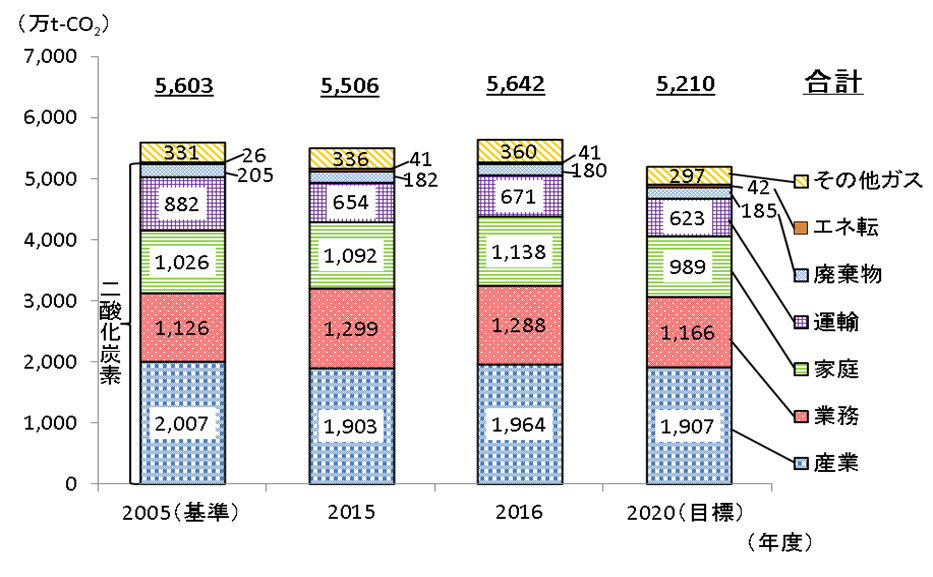 （万t-CO₂）
7,000
6,000
5,000
4,000
3,000
2,000
1,000
0
5,603 5,506 5,642 5,210 合計
331 26 205 882 1,026 1,126 2,007
336 41 182 654 1,092 1,299 1,903
360 41 180 671 1,138 1,288 1,964
297 42 185 623 989 1,166 1,907
二酸化炭素
その他ガス
エネ転
廃棄物
運輸
家庭
業務
産業
2005（基準） 2015 2016 2020（目標）
（年度）